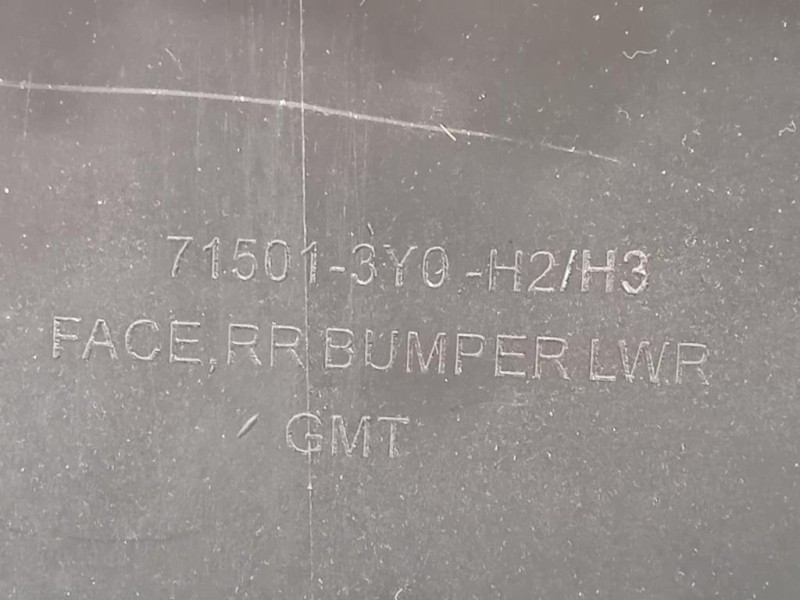 71501-3Y0 -H2/H3
FACE,RR BUMPER LWR
GMT